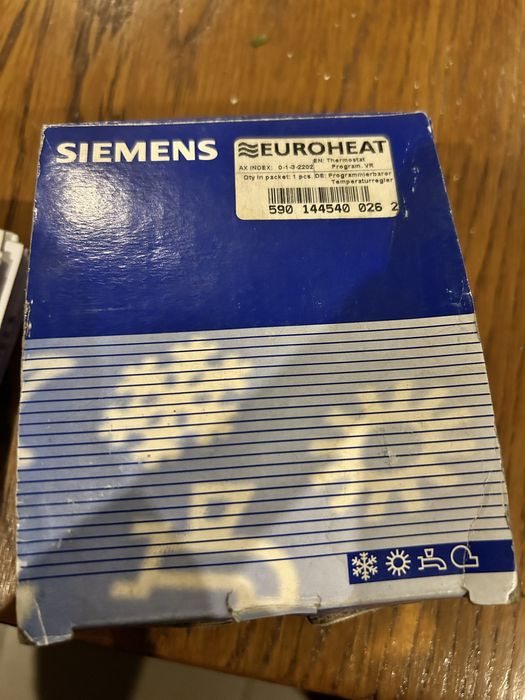 SIEMENS
EUROHEAT
EN: Thermostat
AX INDEX: 0-1-3-2202 Program. VR
Qty in packet: 1 pcs. DE: Programmierbarer
Temperaturregler
590 144540 026 2